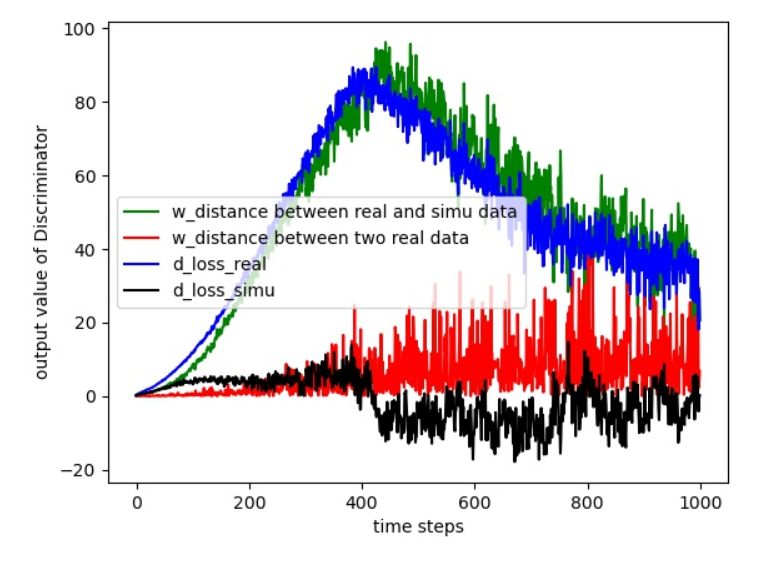 100
80
60
40
20
0
−20
output value of Discriminator
w_distance between real and simu data
w_distance between two real data
d_loss_real
d_loss_simu
0 200 400 600 800 1000
time steps